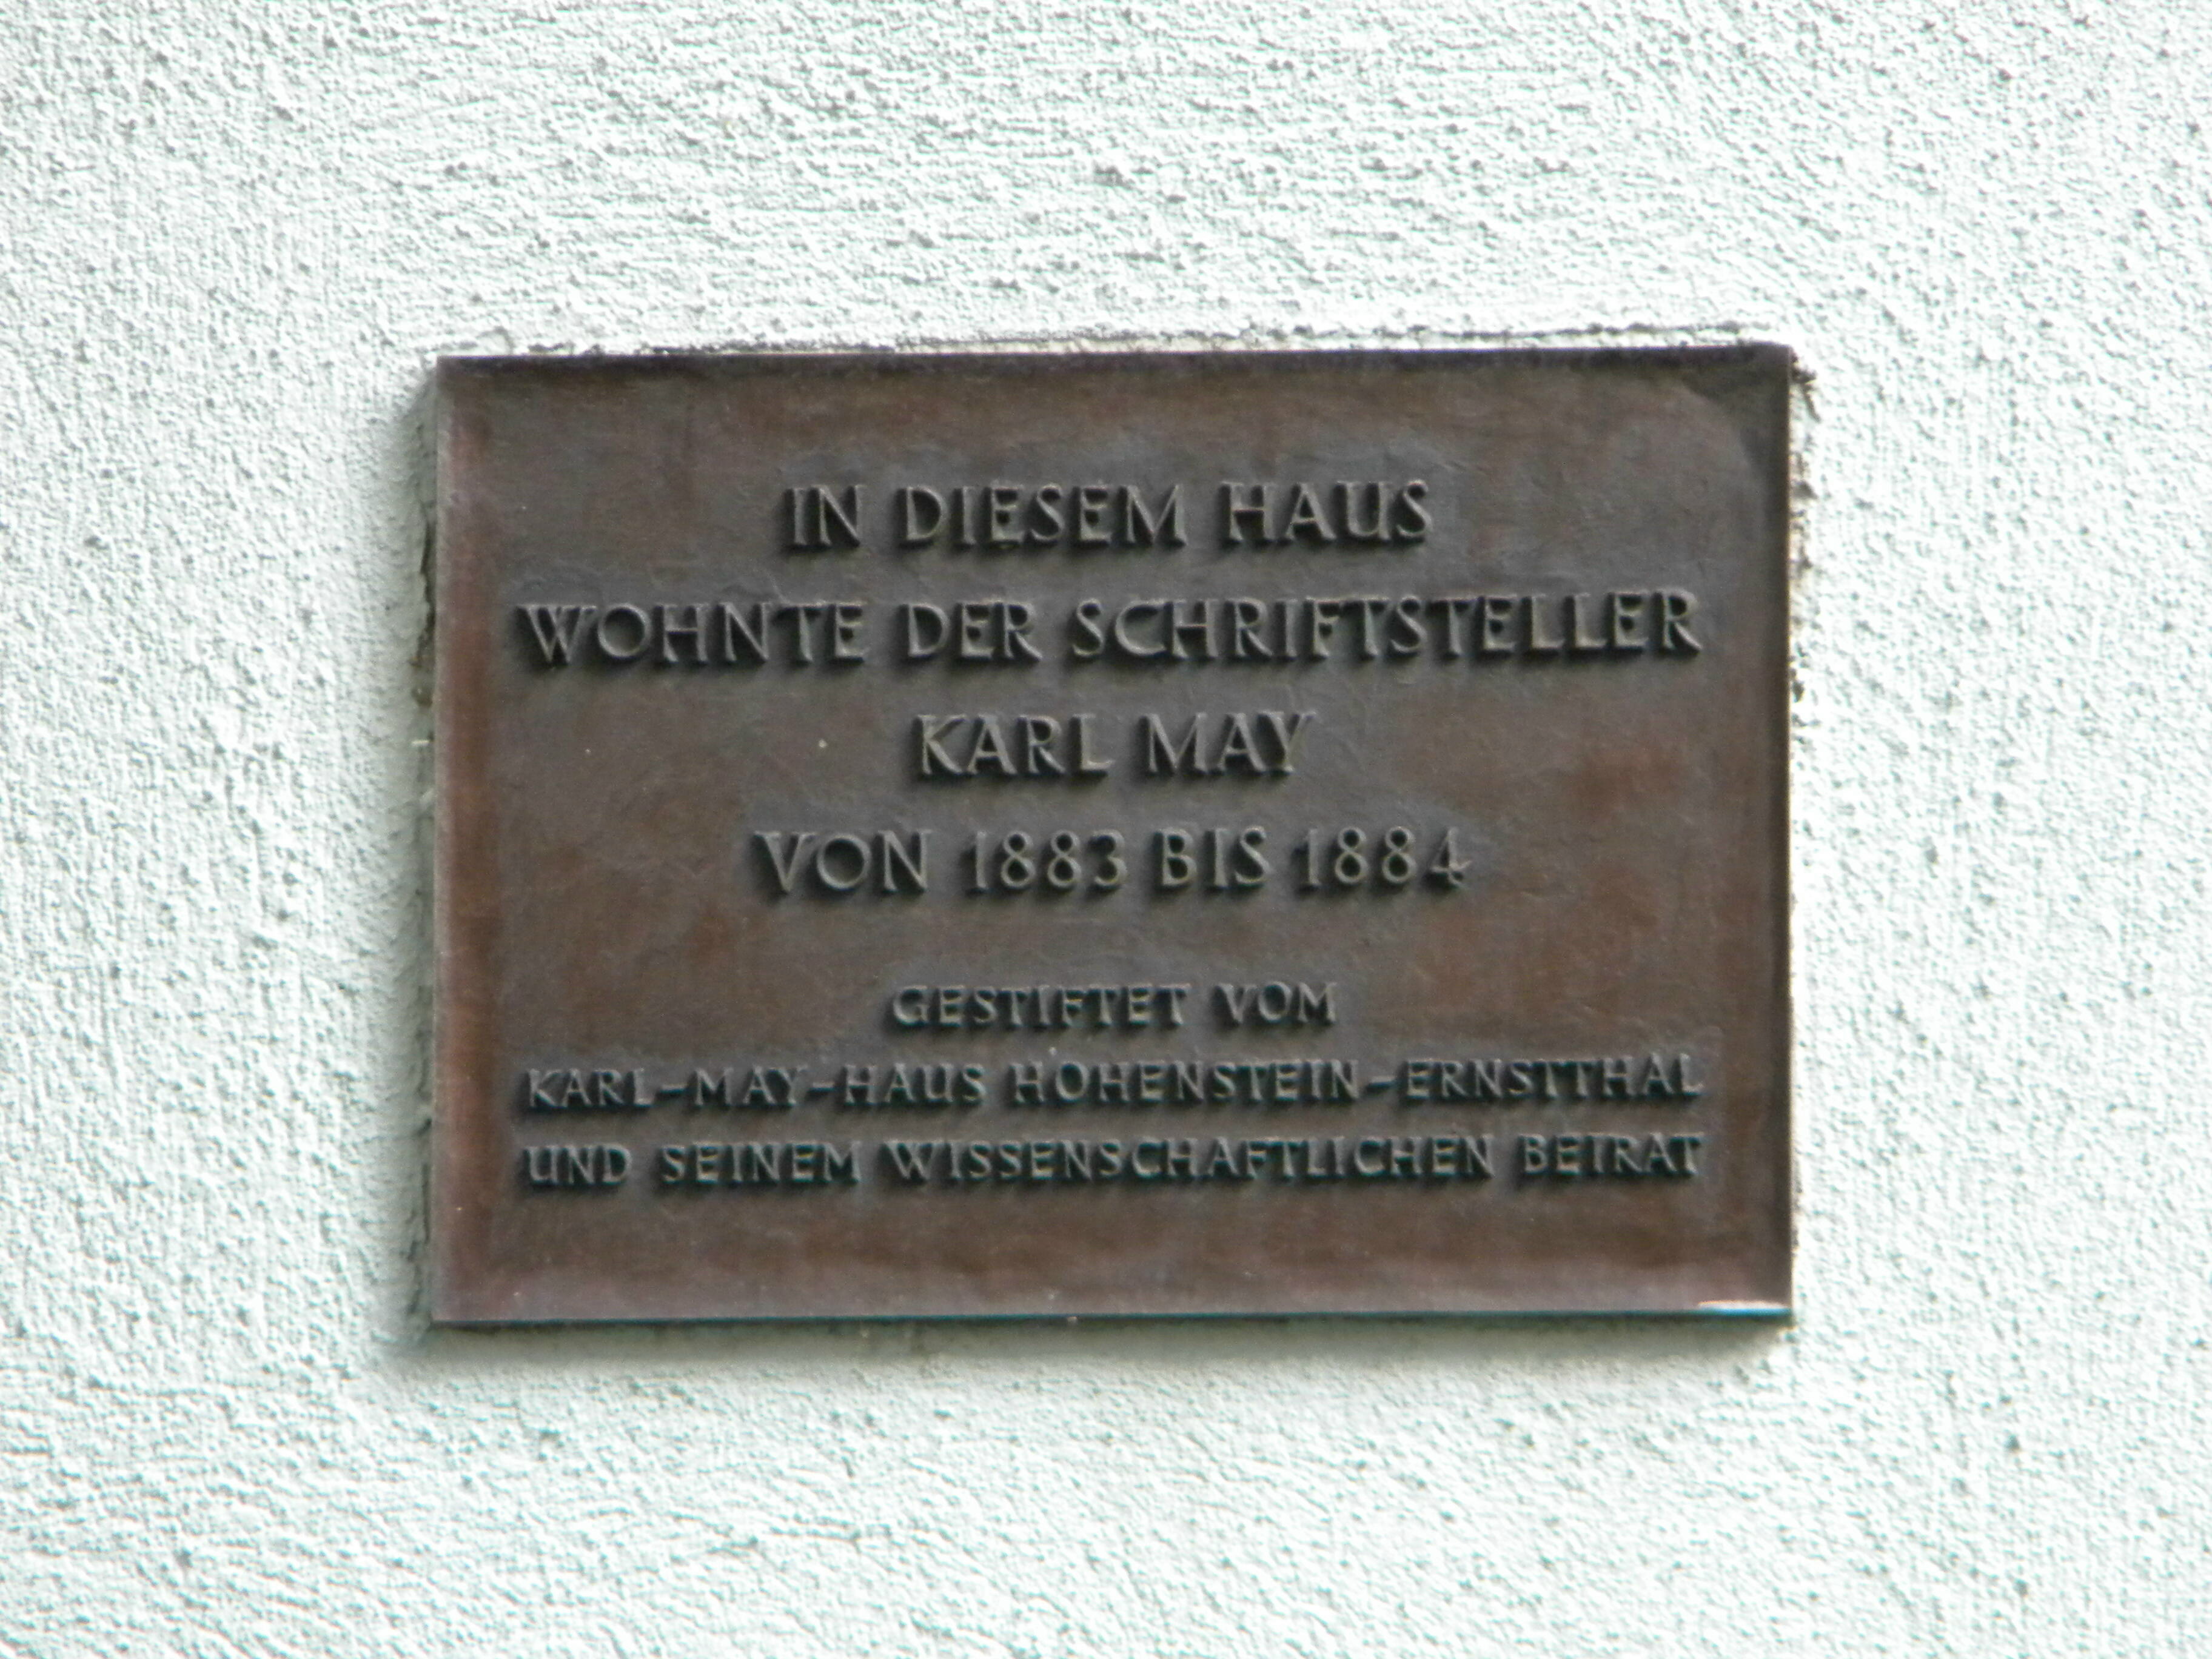 IN DIESEM HAUS
WOHNTE DER SCHRIFTSTELLER
KARL MAY
VON 1883 BIS 1884
GESTIFTET VOM
KARL-MAY-HAUS HOHENSTEIN-ERNSTTHAL
UND SEINEM WISSENSCHAFTLICHEN BEIRAT